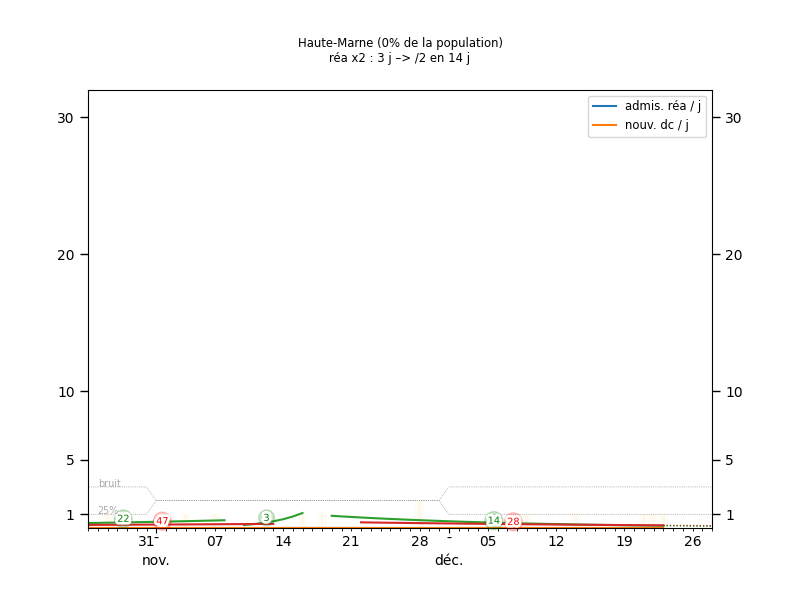 Haute-Marne (0% de la population)
réa x2 : 3 j –> /2 en 14 j
admis. réa / j
nouv. dc / j
30 30
20 20
10 10
5 5
bruit
25%
1 1
22 47 3 14 28
31- 07 14 21 28 - 05 12 19 26
nov. déc.